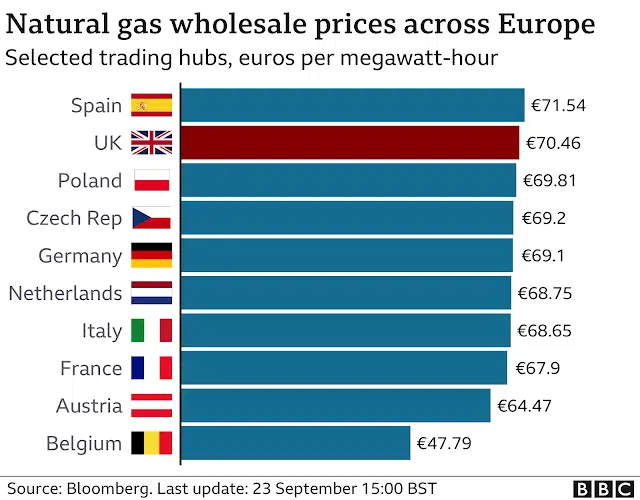 Natural gas wholesale prices across Europe
Selected trading hubs, euros per megawatt-hour
Spain €71.54
UK €70.46
Poland €69.81
Czech Rep €69.2
Germany €69.1
Netherlands €68.75
Italy €68.65
France €67.9
Austria €64.47
Belgium €47.79
Source: Bloomberg. Last update: 23 September 15:00 BST BBC